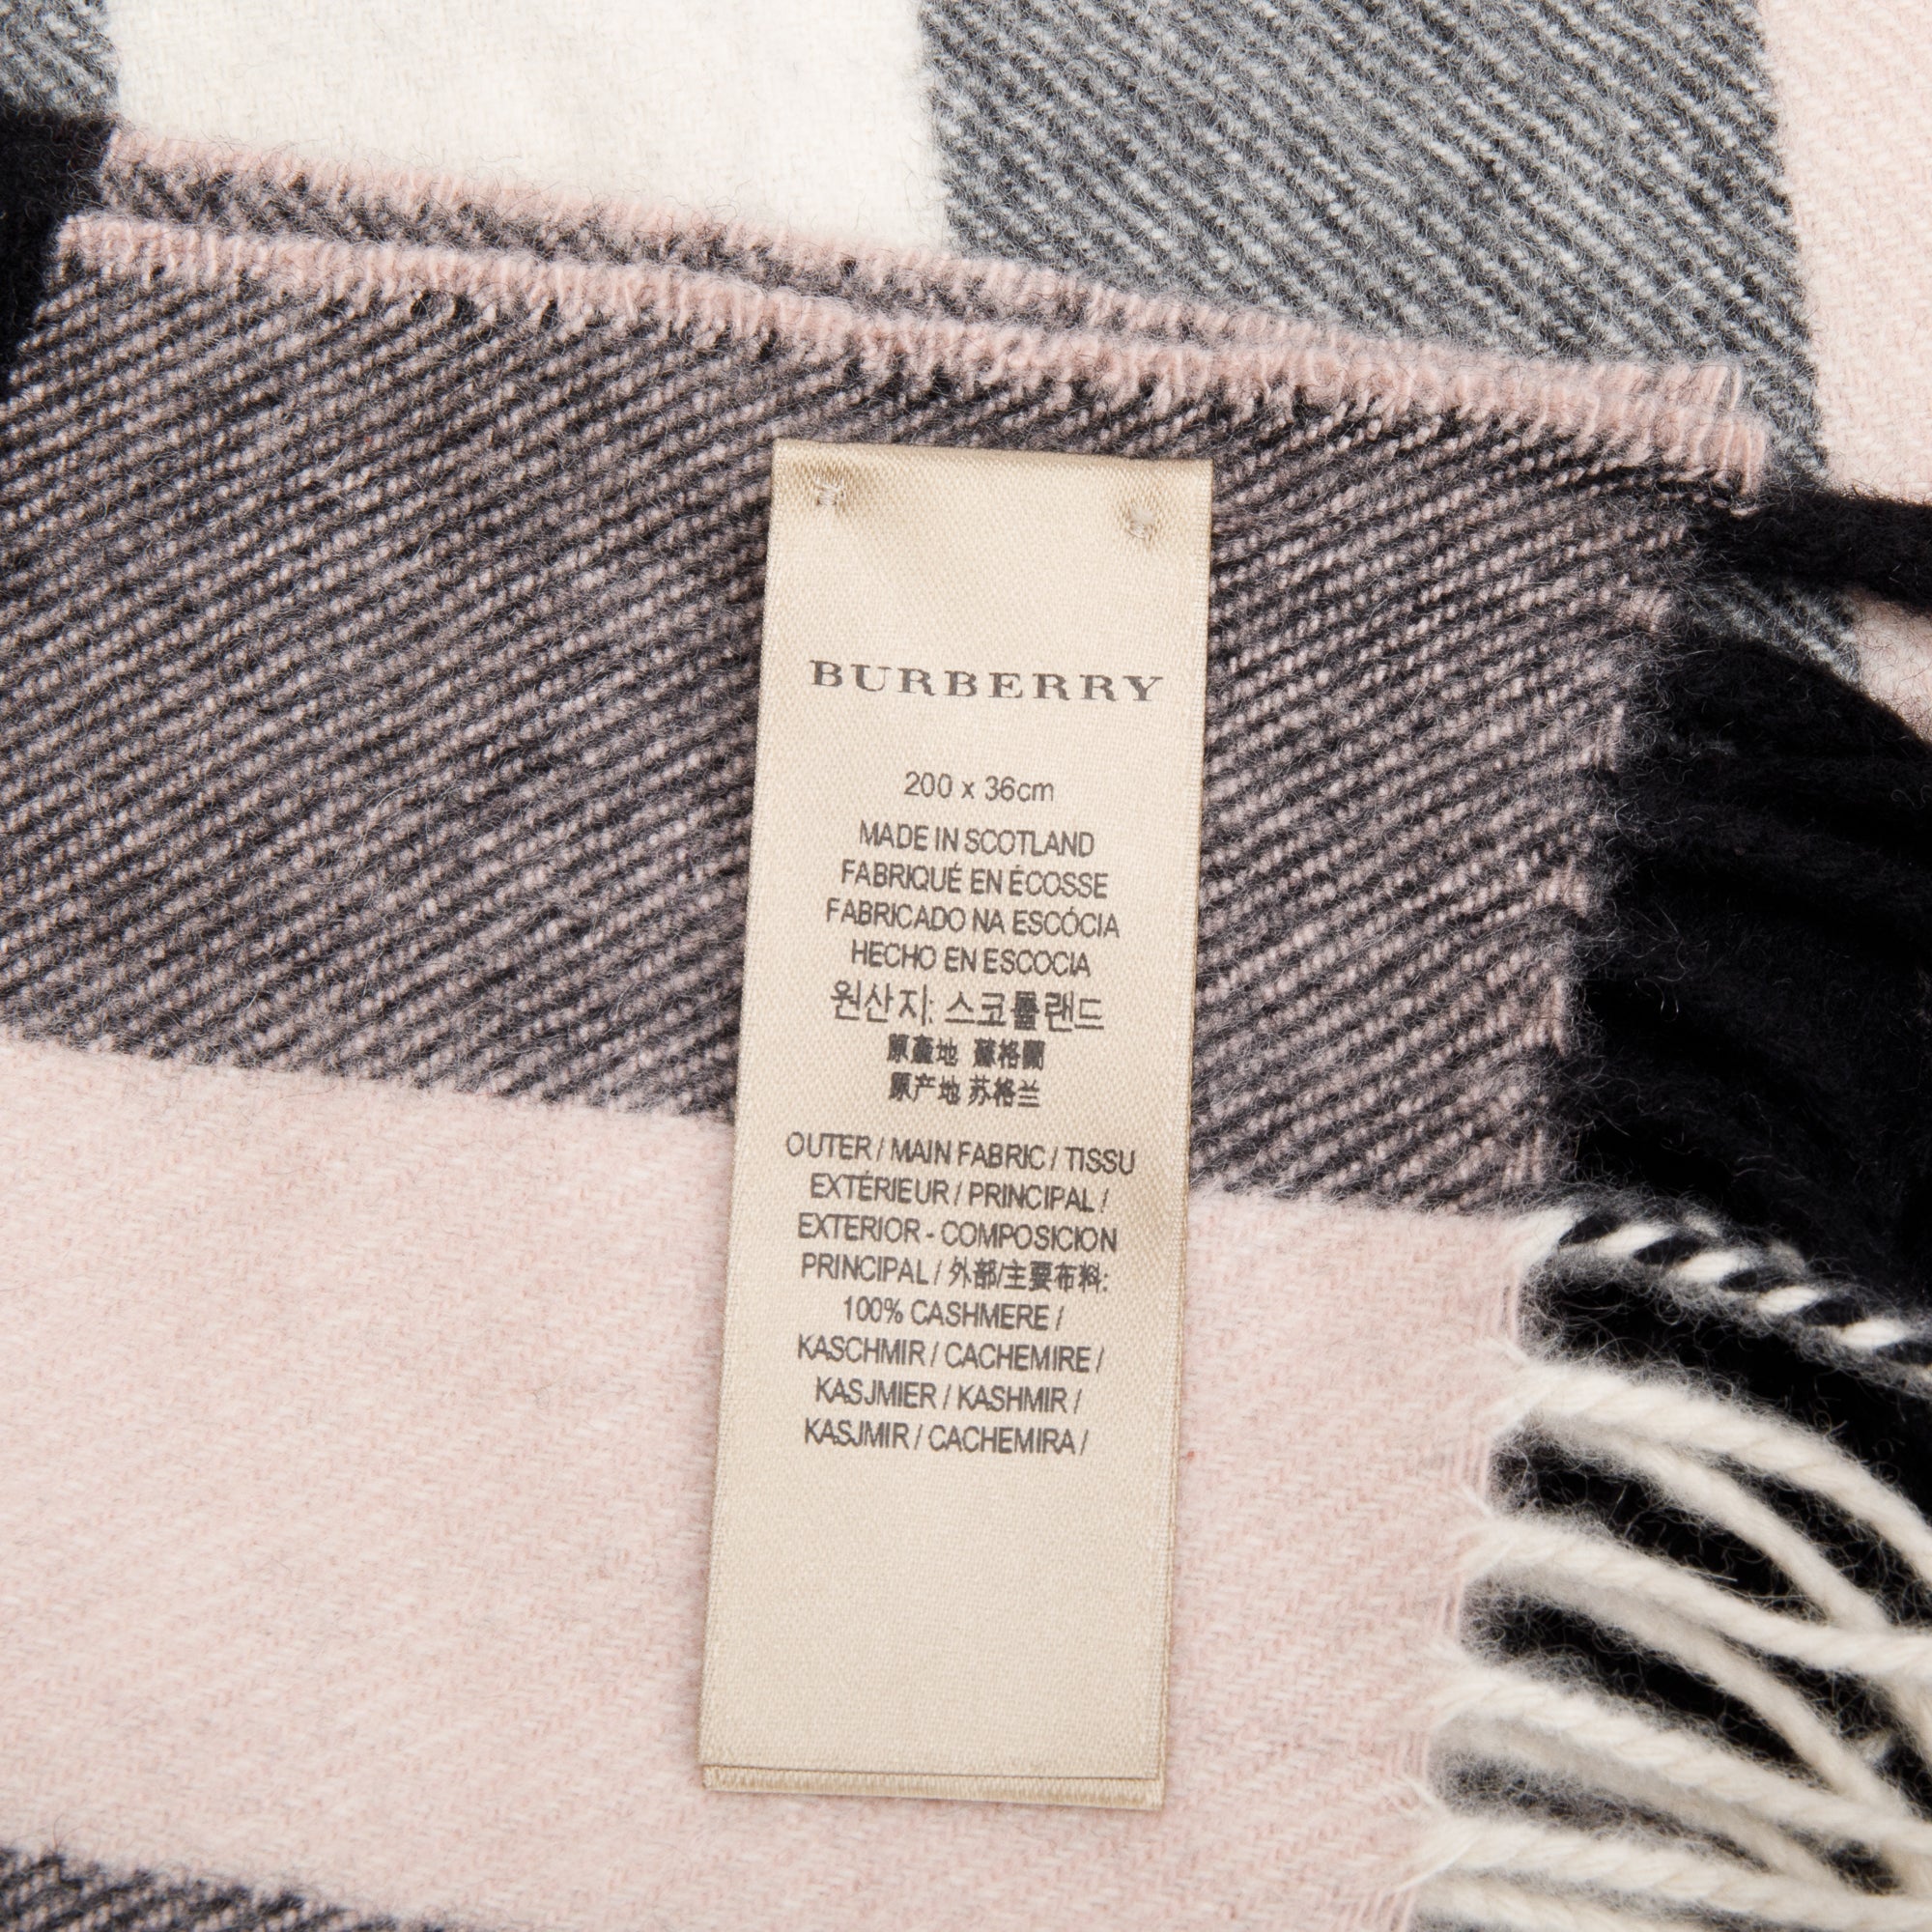 BURBERRY
200 x 36cm
MADE IN SCOTLAND
FABRIQUÉ EN ÉCOSSE
FABRICADO NA ESCÓCIA
HECHO EN ESCOCIA
원산지: 스코틀랜드
原產地 蘇格蘭
原产地 苏格兰
OUTER / MAIN FABRIC / TISSU
EXTÉRIEUR / PRINCIPAL /
EXTERIOR - COMPOSICION
PRINCIPAL / 外部/主要布料:
100% CASHMERE /
KASCHMIR / CACHEMIRE /
KASJMIER / KASHMIR /
KASJMIR / CACHEMIRA /